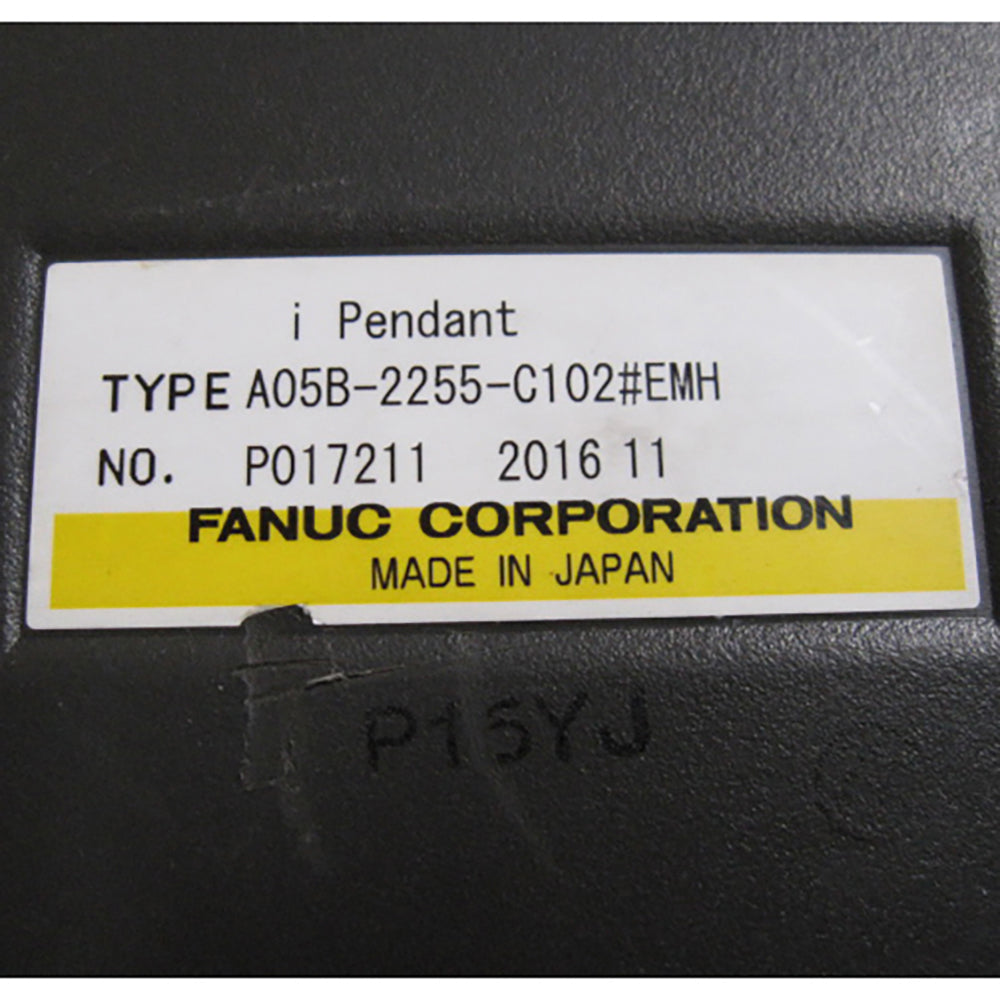 i Pendant
TYPE A05B-2255-C102#EMH
NO. P017211 2016 11
FANUC CORPORATION
MADE IN JAPAN
P15YJ